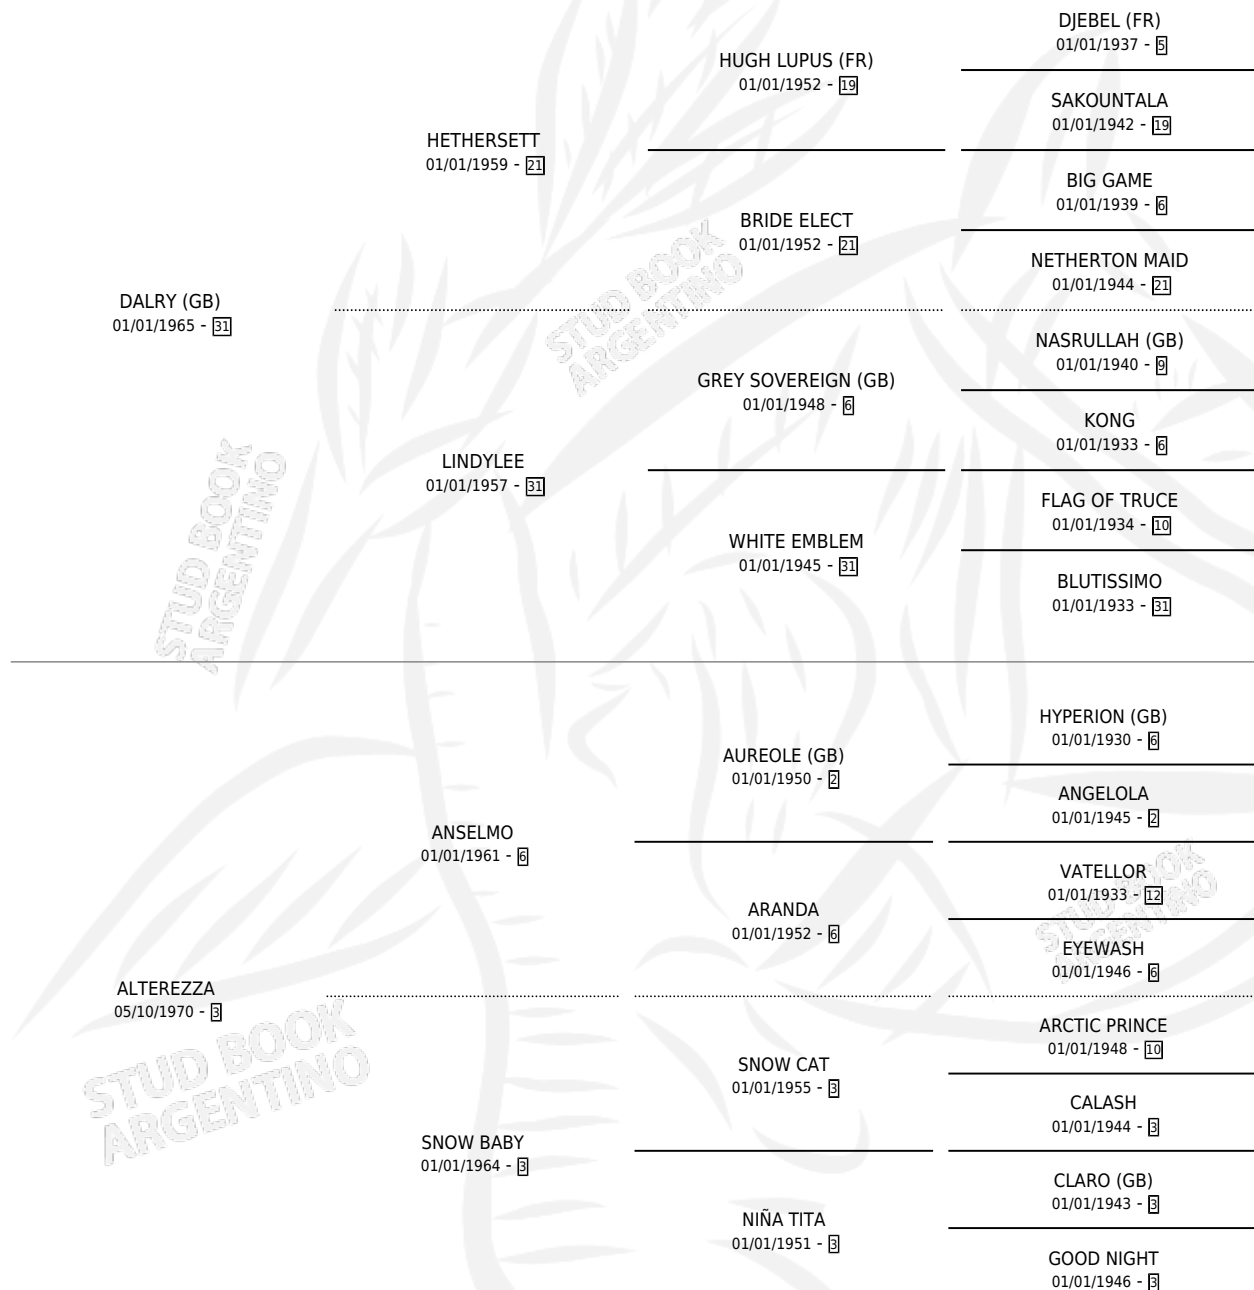 DJEBEL (FR)
01/01/1937 - 5
HUGH LUPUS (FR)
01/01/1952 - 19
SAKOUNTALA
01/01/1942 - 19
HETHERSETT
01/01/1959 - 21
BIG GAME
01/01/1939 - 6
BRIDE ELECT
01/01/1952 - 21
NETHERTON MAID
01/01/1944 - 21
DALRY (GB)
01/01/1965 - 31
STUD BOOK
ARGENTINO
NASRULLAH (GB)
01/01/1940 - 9
GREY SOVEREIGN (GB)
01/01/1948 - 6
KONG
01/01/1933 - 6
LINDYLEE
01/01/1957 - 31
FLAG OF TRUCE
01/01/1934 - 10
WHITE EMBLEM
01/01/1945 - 31
BLUTISSIMO
01/01/1933 - 31
STUD BOOK
ARGENTINO
HYPERION (GB)
01/01/1930 - 6
AUREOLE (GB)
01/01/1950 - 2
ANGELOLA
01/01/1945 - 2
ANSELMO
01/01/1961 - 6
VATELLOR
01/01/1933 - 12
STUD BOOK
ARGENTINO
ARANDA
01/01/1952 - 6
EYEWASH
01/01/1946 - 6
ALTEREZZA
05/10/1970 - 3
STUD BOOK
ARGENTINO
ARCTIC PRINCE
01/01/1948 - 10
SNOW CAT
01/01/1955 - 3
CALASH
01/01/1944 - 3
SNOW BABY
01/01/1964 - 3
CLARO (GB)
01/01/1943 - 3
NIÑA TITA
01/01/1951 - 3
GOOD NIGHT
01/01/1946 - 3